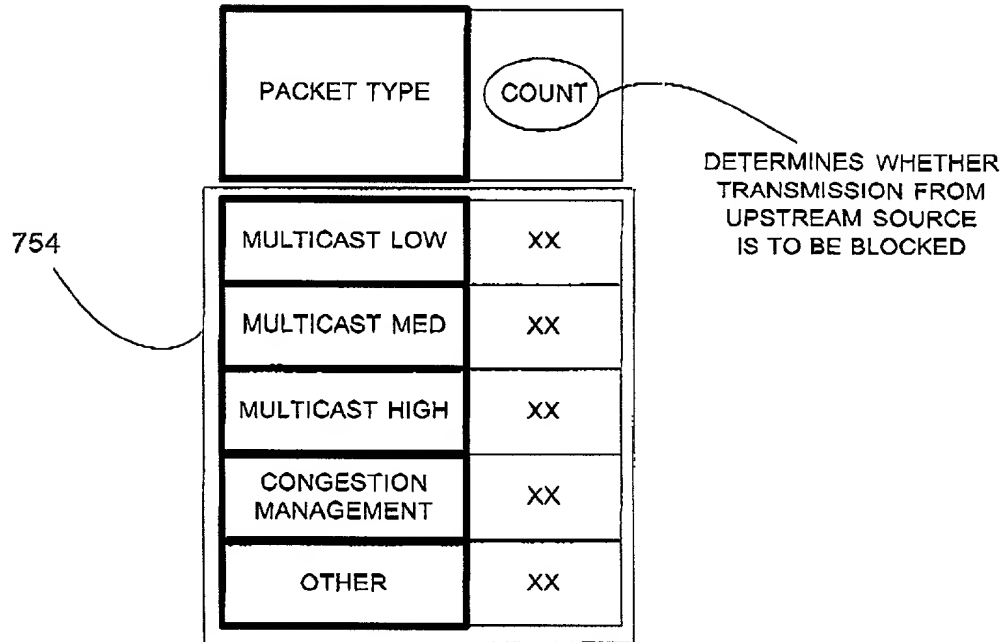 PACKET TYPE
COUNT
DETERMINES WHETHER
TRANSMISSION FROM
UPSTREAM SOURCE
IS TO BE BLOCKED
754
MULTICAST LOW
XX
MULTICAST MED
XX
MULTICAST HIGH
XX
CONGESTION
MANAGEMENT
XX
OTHER
XX